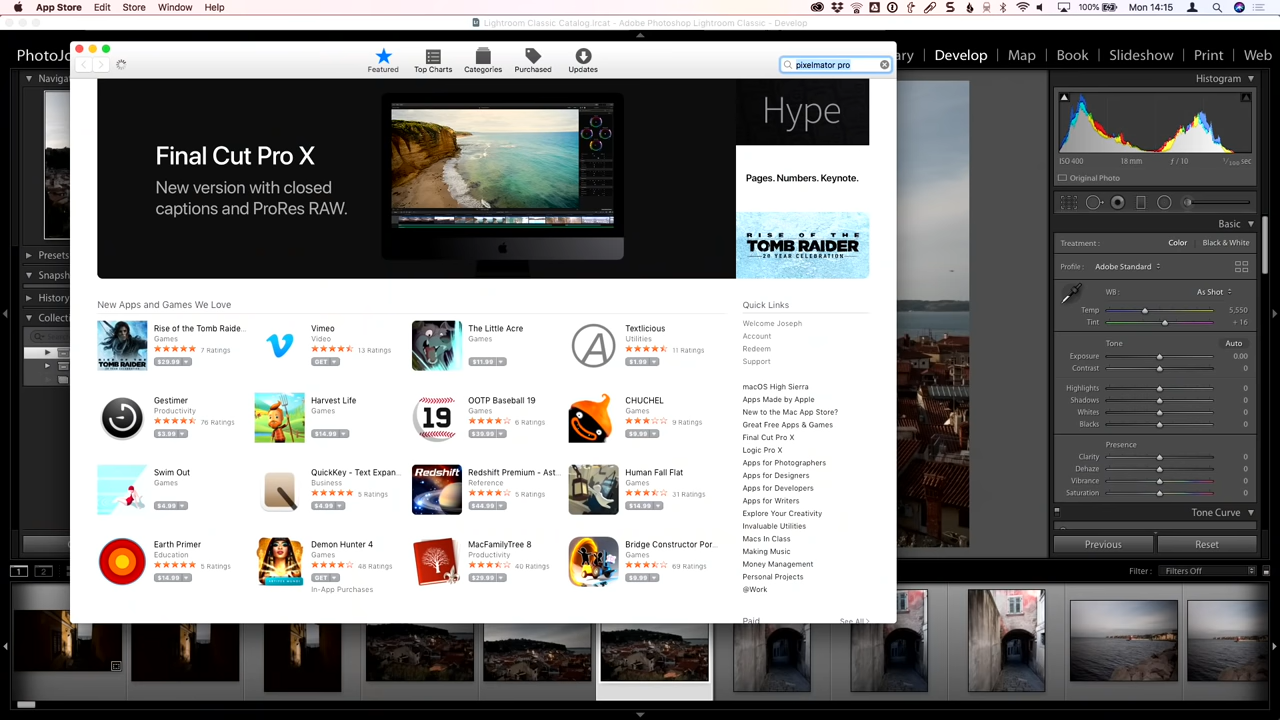 App Store Edit Store Window Help
100% Mon 14:15
Lightroom Classic Catalog.lrcat - Adobe Photoshop Lightroom Classic - Develop
Featured Top Charts Categories Purchased Updates
pixelmator pro
Develop Map Book Slideshow Print Web
Final Cut Pro X
New version with closed
captions and ProRes RAW.
Hype
Pages. Numbers. Keynote.
RISE OF THE
TOMB RAIDER
20 YEAR CELEBRATION
New Apps and Games We Love
Rise of the Tomb Raide...
Games
7 Ratings
$29.99
Vimeo
Video
13 Ratings
GET
The Little Acre
Games
$11.99
Textlicious
Utilities
11 Ratings
$1.99
Gestimer
Productivity
76 Ratings
$3.99
Harvest Life
Games
$14.99
19
OOTP Baseball 19
Games
6 Ratings
$39.99
CHUCHEL
Games
9 Ratings
$9.99
Swim Out
Games
$4.99
QuickKey - Text Expan...
Business
5 Ratings
$4.99
Redshift
Redshift Premium - Ast...
Reference
5 Ratings
$44.99
Human Fall Flat
Games
31 Ratings
$14.99
Earth Primer
Education
5 Ratings
$14.99
Demon Hunter 4
Games
48 Ratings
GET
In-App Purchases
MacFamilyTree 8
Productivity
40 Ratings
$29.99
Bridge Constructor Por...
Games
69 Ratings
$9.99
Quick Links
Welcome Joseph
Account
Redeem
Support
macOS High Sierra
Apps Made by Apple
New to the Mac App Store?
Great Free Apps & Games
Final Cut Pro X
Logic Pro X
Apps for Photographers
Apps for Designers
Apps for Developers
Apps for Writers
Explore Your Creativity
Invaluable Utilities
Macs In Class
Making Music
Money Management
Personal Projects
@Work
Paid See All >
Histogram
ISO 400 18 mm ƒ / 10 1/100 sec
Original Photo
Basic
Treatment : Color Black & White
Profile : Adobe Standard
WB : As Shot
Temp 5,550
Tint + 16
Tone Auto
Exposure 0.00
Contrast 0
Highlights 0
Shadows 0
Whites 0
Blacks 0
Presence
Clarity 0
Dehaze 0
Vibrance 0
Saturation 0
Tone Curve
Previous Reset
1 2
Filter : Filters Off